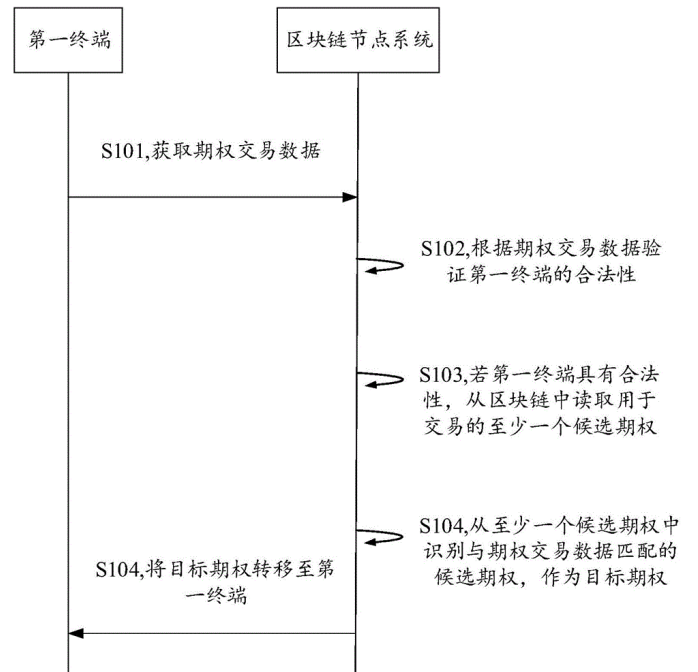 第一终端
区块链节点系统
S101,获取期权交易数据
S102,根据期权交易数据验
证第一终端的合法性
S103,若第一终端具有合法
性，从区块链中读取用于
交易的至少一个候选期权
S104,从至少一个候选期权中
识别与期权交易数据匹配的
候选期权，作为目标期权
S104,将目标期权转移至第
一终端